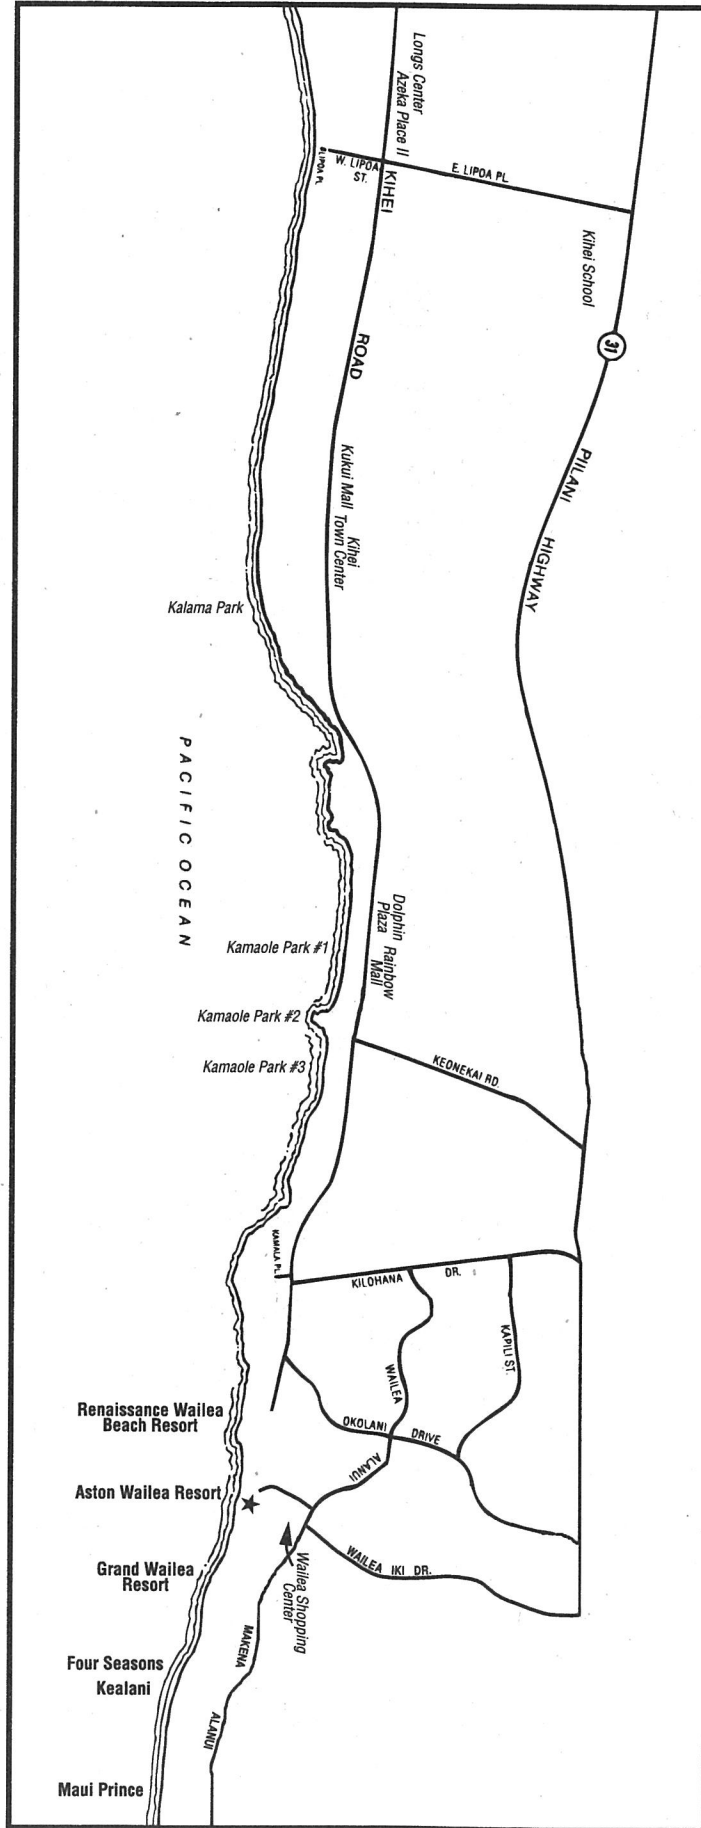 Longs Center
Azeka Place II
LIPOA PL.
W. LIPOA
ST.
E. LIPOA PL.
KIHEI
ROAD
Kihei School
31
PIILANI
HIGHWAY
Kukui Mall
Kihei
Town Center
Kalama Park
PACIFIC OCEAN
Dolphin
Plaza
Rainbow
Mall
Kamaole Park #1
Kamaole Park #2
Kamaole Park #3
KEONEKAI RD.
KAMALA PL.
KILOHANA
DR.
KAPILI ST.
WAILEA
ALANUI
OKOLANI
DRIVE
Renaissance Wailea
Beach Resort
Aston Wailea Resort
Grand Wailea
Resort
Wailea Shopping
Center
WAILEA IKI DR.
MAKENA
ALANUI
Four Seasons
Kealani
Maui Prince